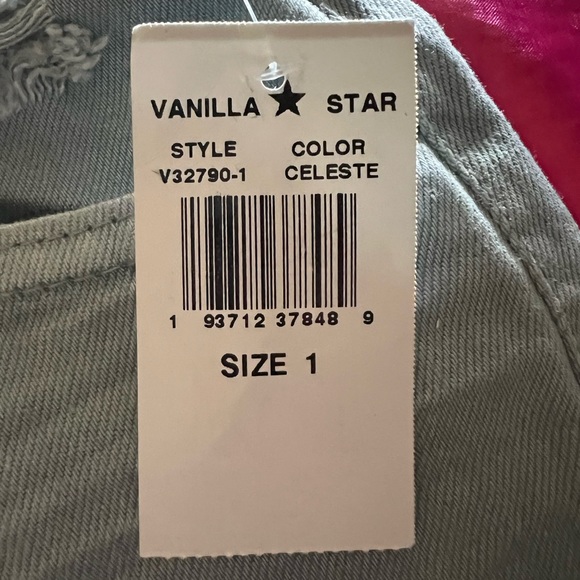 VANILLA ★ STAR
STYLE COLOR
V32790-1 CELESTE
1 93712 37848 9
SIZE 1